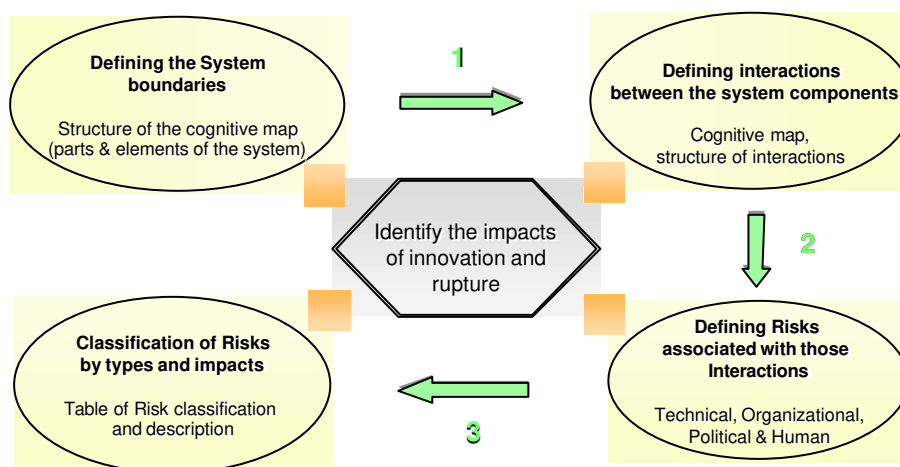 Defining the System
boundaries
Structure of the cognitive map
(parts & elements of the system)
1
Defining interactions
between the system components
Cognitive map,
structure of interactions
Identify the impacts
of innovation and
rupture
2
Defining Risks
associated with those
Interactions
Technical, Organizational,
Political & Human
3
Classification of Risks
by types and impacts
Table of Risk classification
and description